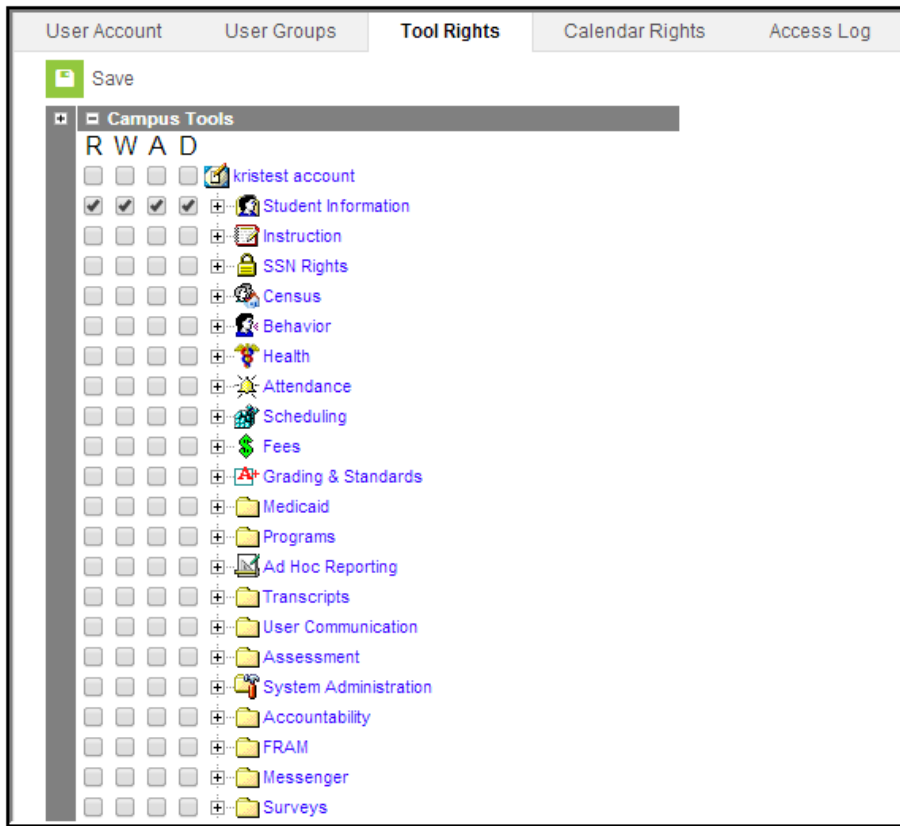 User Account User Groups Tool Rights Calendar Rights Access Log
Save
Campus Tools
R W A D
kristest account
Student Information
Instruction
SSN Rights
Census
Behavior
Health
Attendance
Scheduling
Fees
Grading & Standards
Medicaid
Programs
Ad Hoc Reporting
Transcripts
User Communication
Assessment
System Administration
Accountability
FRAM
Messenger
Surveys